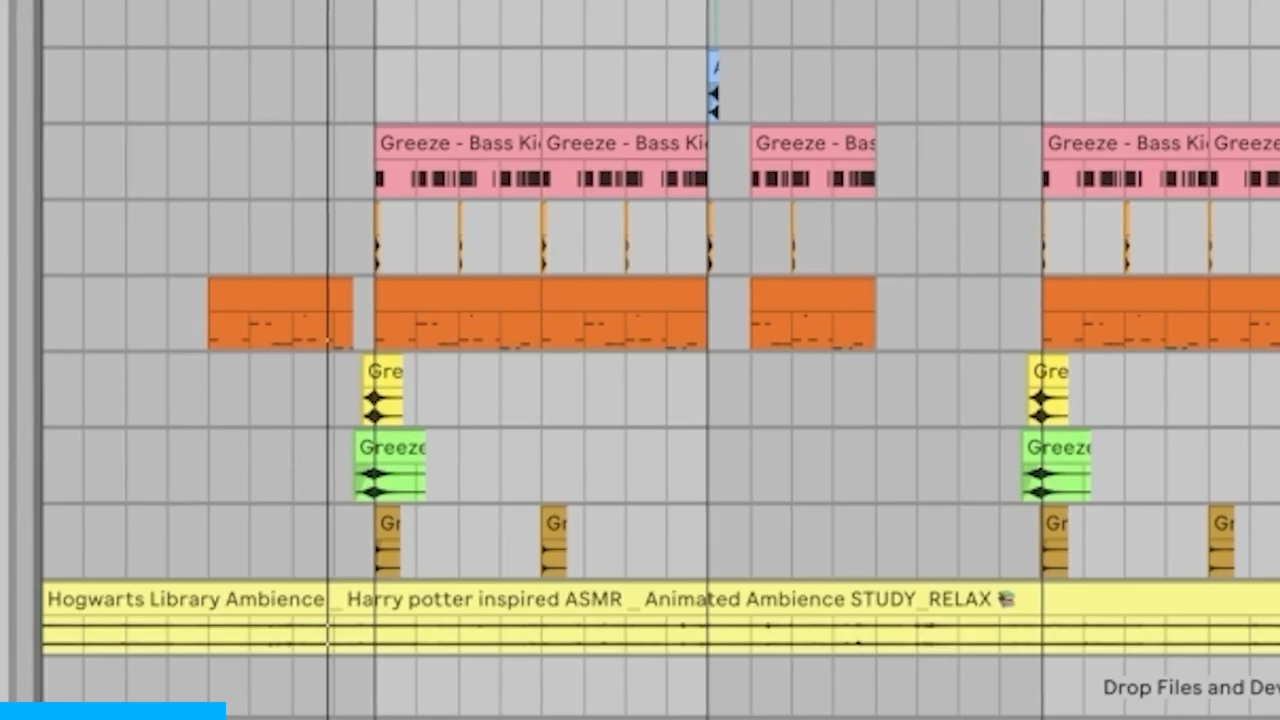 A
Greeze - Bass Ki Greeze - Bass Ki Greeze - Bas Greeze - Bass Ki Greeze
Gre Gre
Greeze Greeze
Gr Gr Gr Gr
Hogwarts Library Ambience _ Harry potter inspired ASMR _ Animated Ambience STUDY_RELAX 📚
Drop Files and Dev